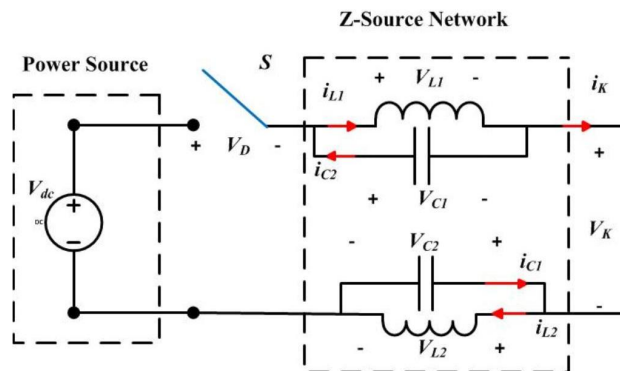 Z-Source Network
Power Source
S
+ V_L1 -
i_L1
i_K
+ V_D -
+
i_C2
V_dc
+
DC
-
+ V_C1 -
V_K
- V_C2 +
i_C1
-
i_L2
- V_L2 +